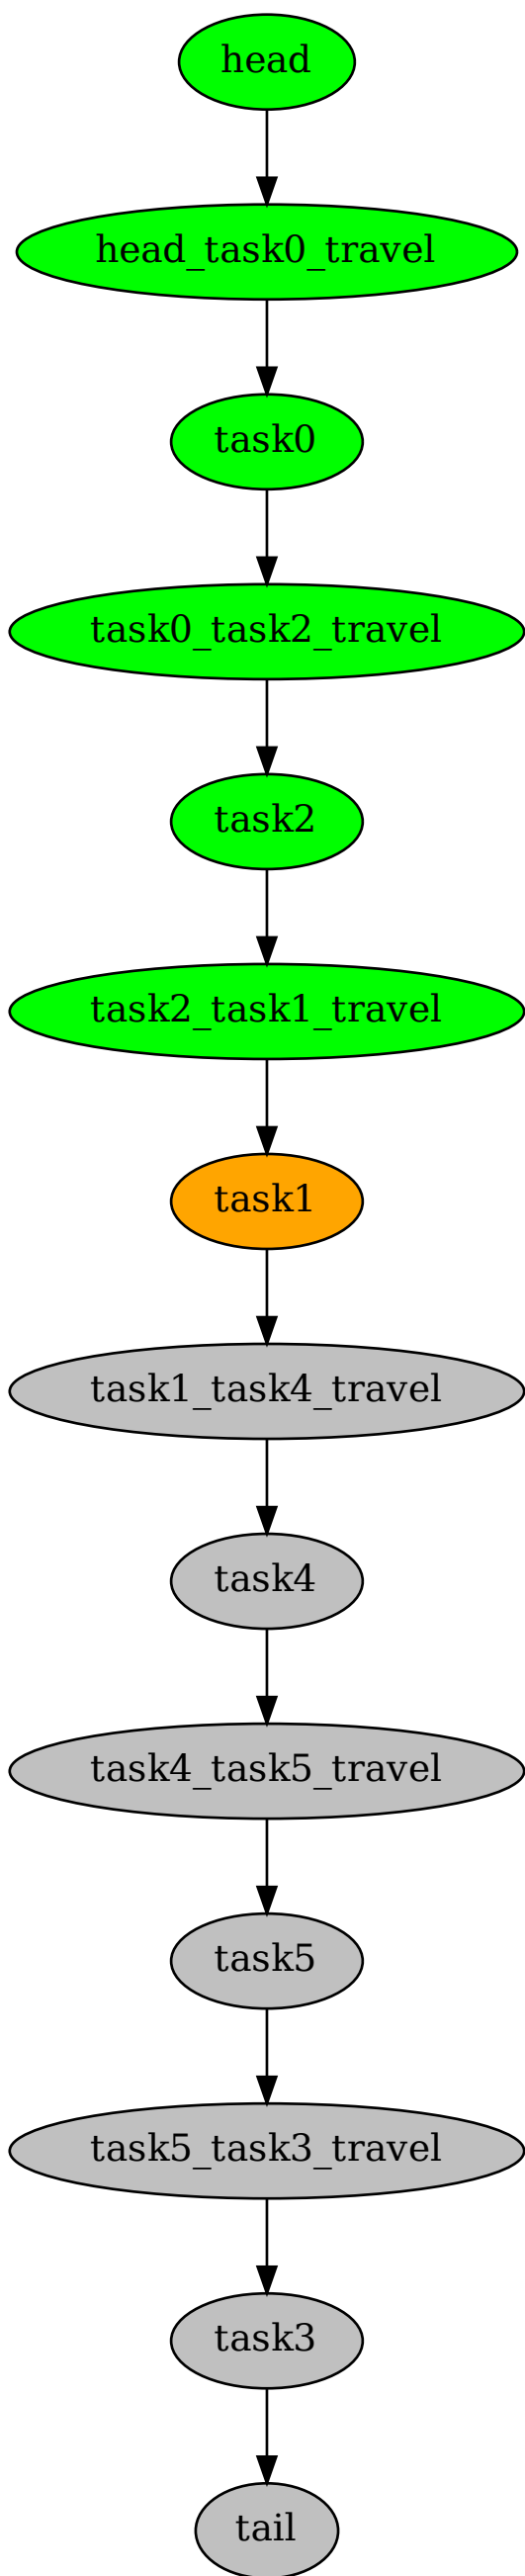 head
head_task0_travel
task0
task0_task2_travel
task2
task2_task1_travel
task1
task1_task4_travel
task4
task4_task5_travel
task5
task5_task3_travel
task3
tail